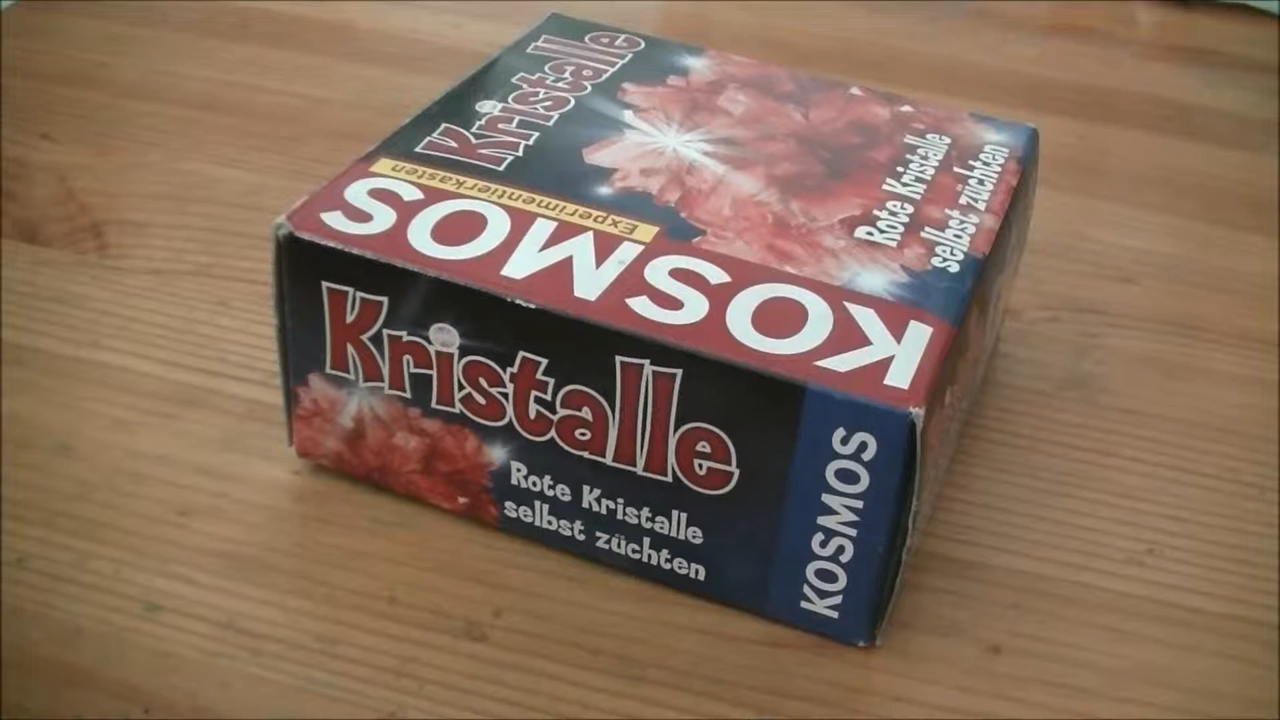 Kristalle
Rote Kristalle
selbst züchten
Experimentierkasten
KOSMOS
Kristalle
Rote Kristalle
selbst züchten
KOSMOS